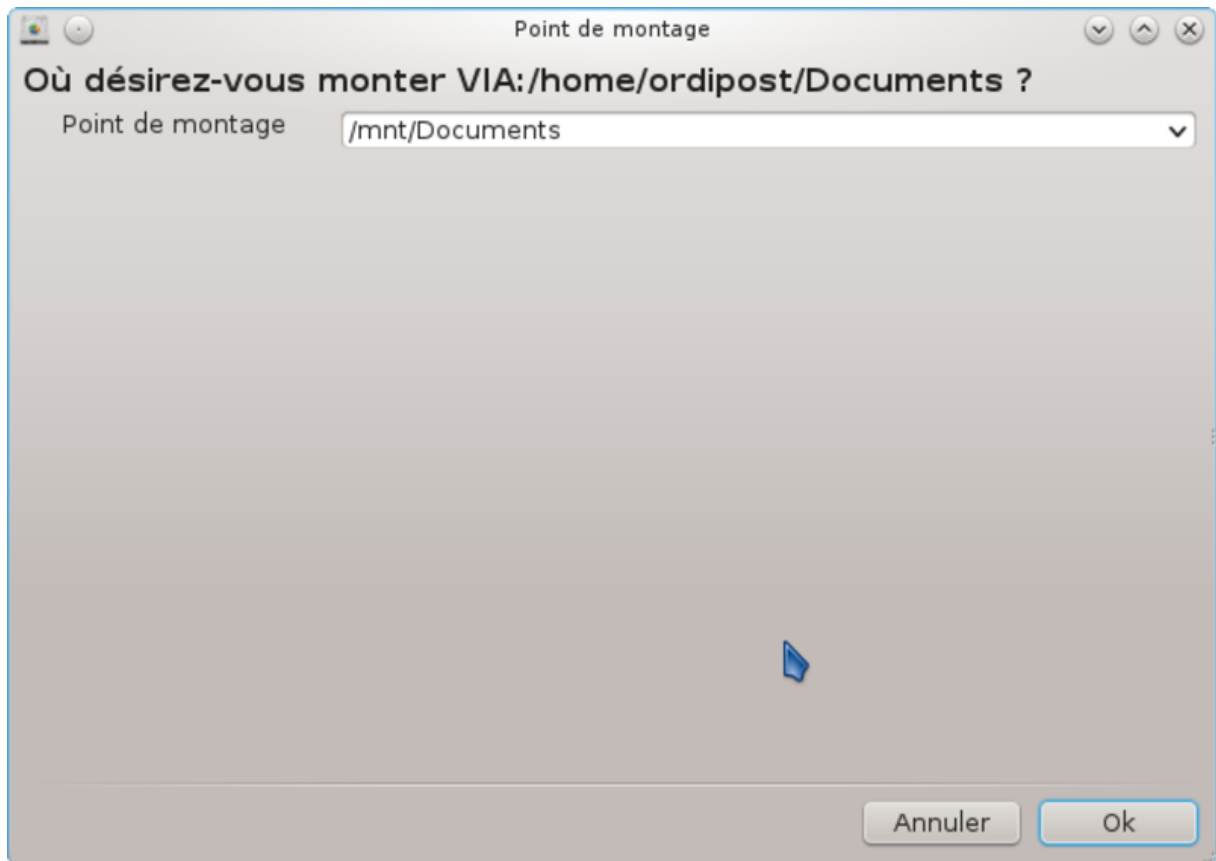 Point de montage
Où désirez-vous monter VIA:/home/ordipost/Documents ?
Point de montage /mnt/Documents
Annuler Ok